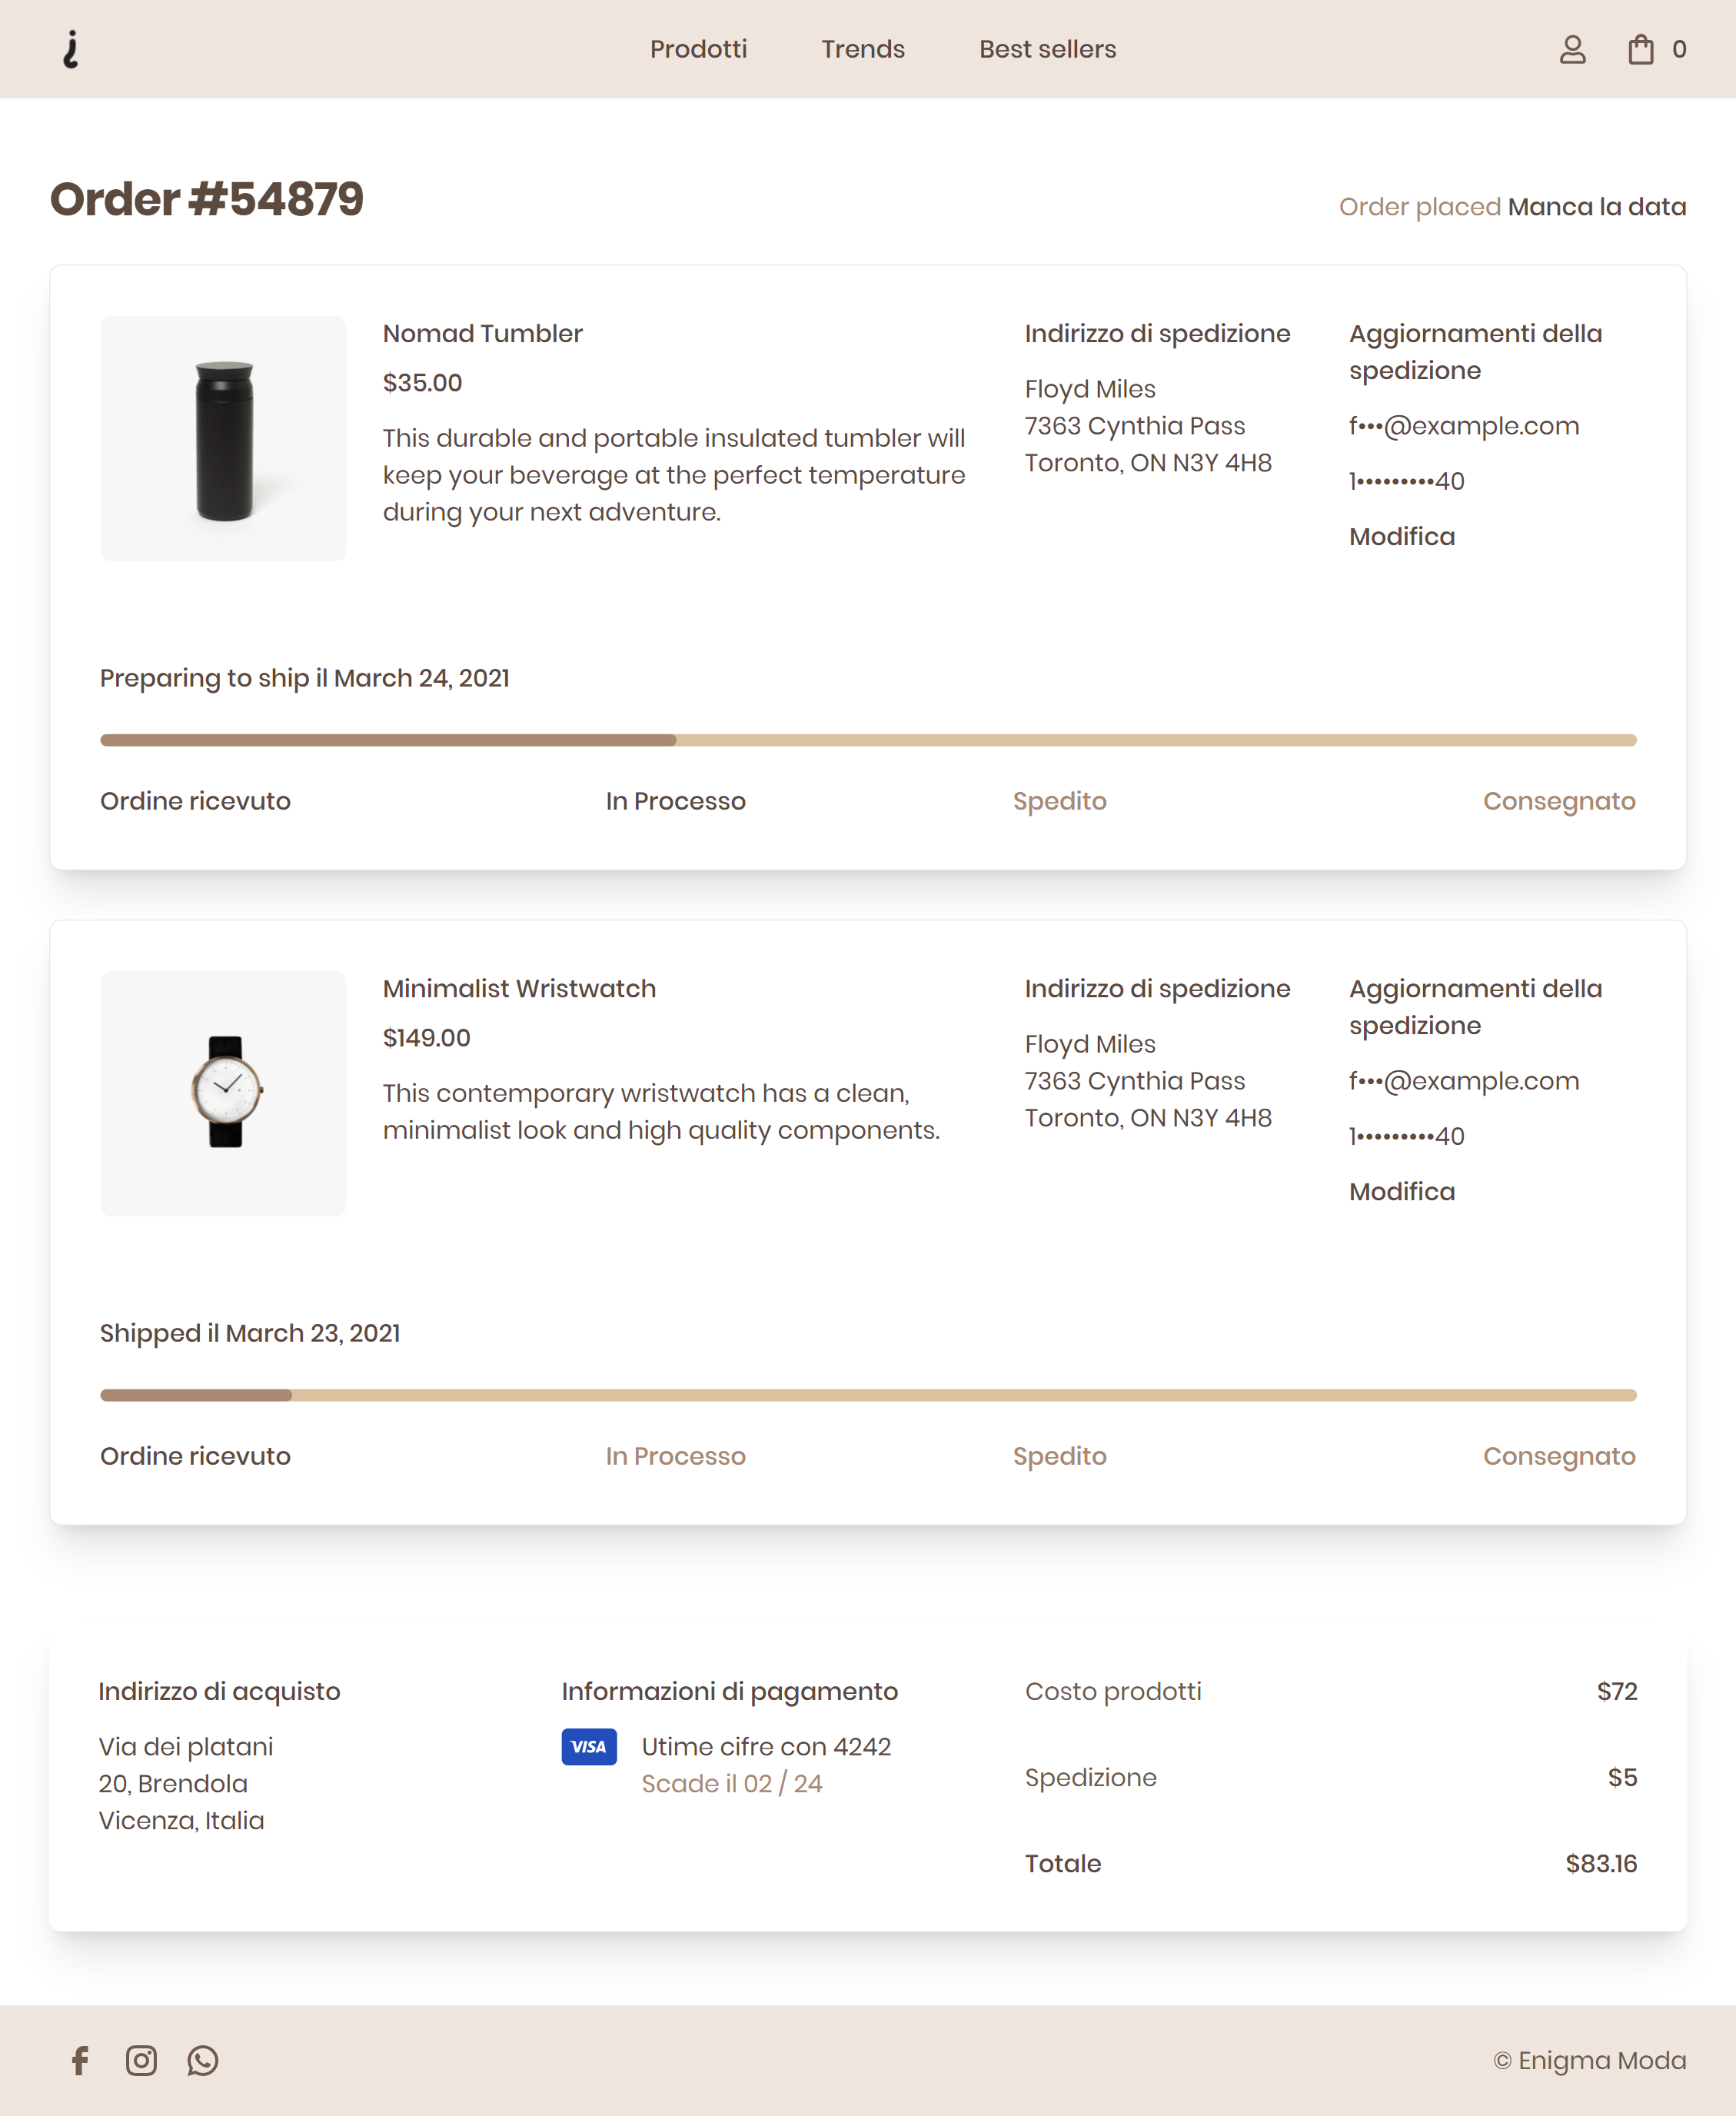 ¿
Prodotti Trends Best sellers 0
Order #54879
Order placed Manca la data
Nomad Tumbler
$35.00
This durable and portable insulated tumbler will
keep your beverage at the perfect temperature
during your next adventure.
Indirizzo di spedizione
Floyd Miles
7363 Cynthia Pass
Toronto, ON N3Y 4H8
Aggiornamenti della
spedizione
f•••@example.com
1•••••••••40
Modifica
Preparing to ship il March 24, 2021
Ordine ricevuto In Processo Spedito Consegnato
Minimalist Wristwatch
$149.00
This contemporary wristwatch has a clean,
minimalist look and high quality components.
Indirizzo di spedizione
Floyd Miles
7363 Cynthia Pass
Toronto, ON N3Y 4H8
Aggiornamenti della
spedizione
f•••@example.com
1•••••••••40
Modifica
Shipped il March 23, 2021
Ordine ricevuto In Processo Spedito Consegnato
Indirizzo di acquisto
Via dei platani
20, Brendola
Vicenza, Italia
Informazioni di pagamento
VISA
Utime cifre con 4242
Scade il 02 / 24
Costo prodotti $72
Spedizione $5
Totale $83.16
© Enigma Moda